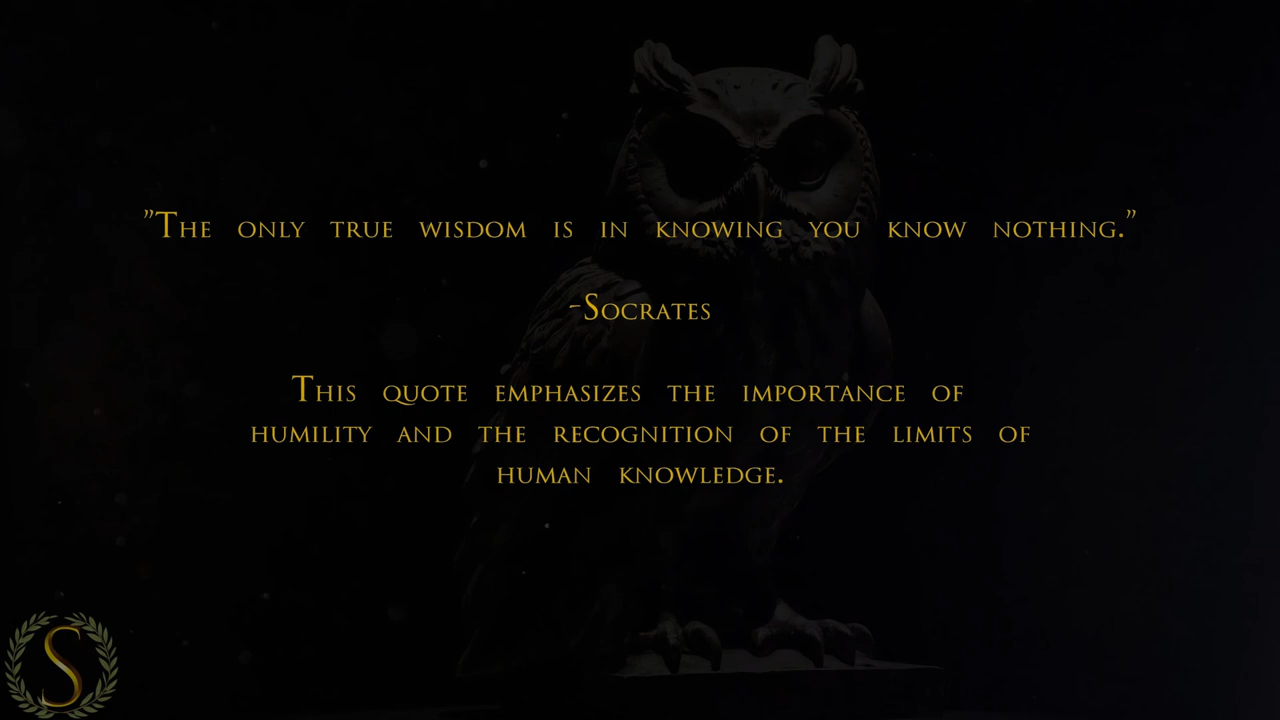 "The only true wisdom is in knowing you know nothing."
-Socrates
This quote emphasizes the importance of
humility and the recognition of the limits of
human knowledge.
S